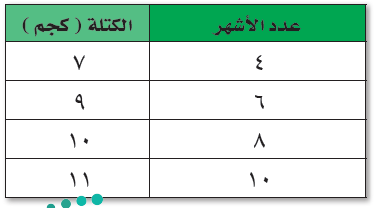 عدد الأشهر الكتلة ( كجم )
٤ ٧
٦ ٩
٨ ١٠
١٠ ١١